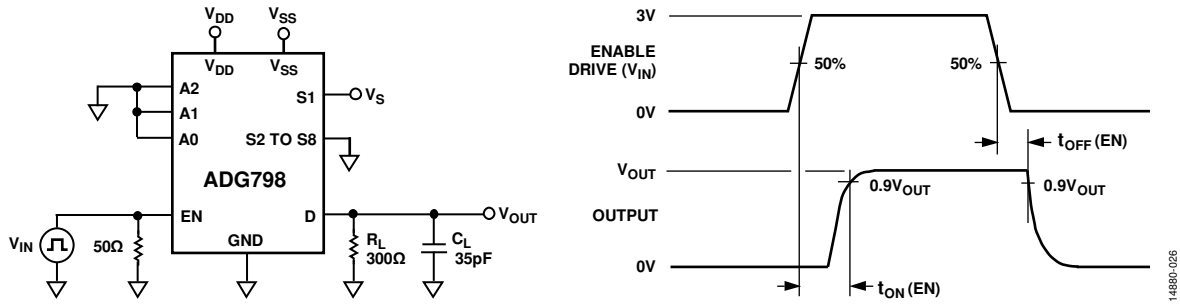 VDD
VSS
VDD
VSS
A2
A1
A0
S1
VS
S2 TO S8
ADG798
EN
D
VOUT
VIN
50Ω
GND
RL
300Ω
CL
35pF
3V
ENABLE
DRIVE (VIN)
50%
50%
0V
tOFF (EN)
VOUT
0.9VOUT
0.9VOUT
OUTPUT
0V
tON (EN)
14880-026